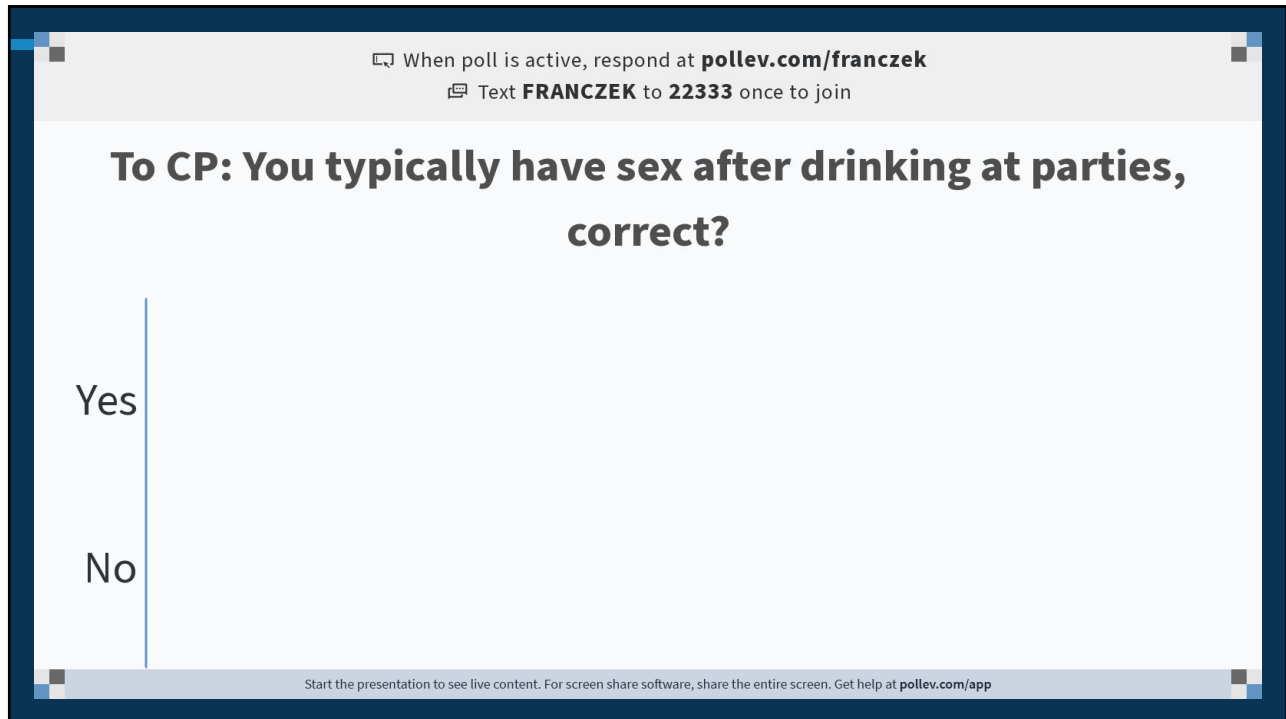 When poll is active, respond at pollev.com/franczek
Text FRANCZEK to 22333 once to join
To CP: You typically have sex after drinking at parties,
correct?
Yes
No
Start the presentation to see live content. For screen share software, share the entire screen. Get help at pollev.com/app